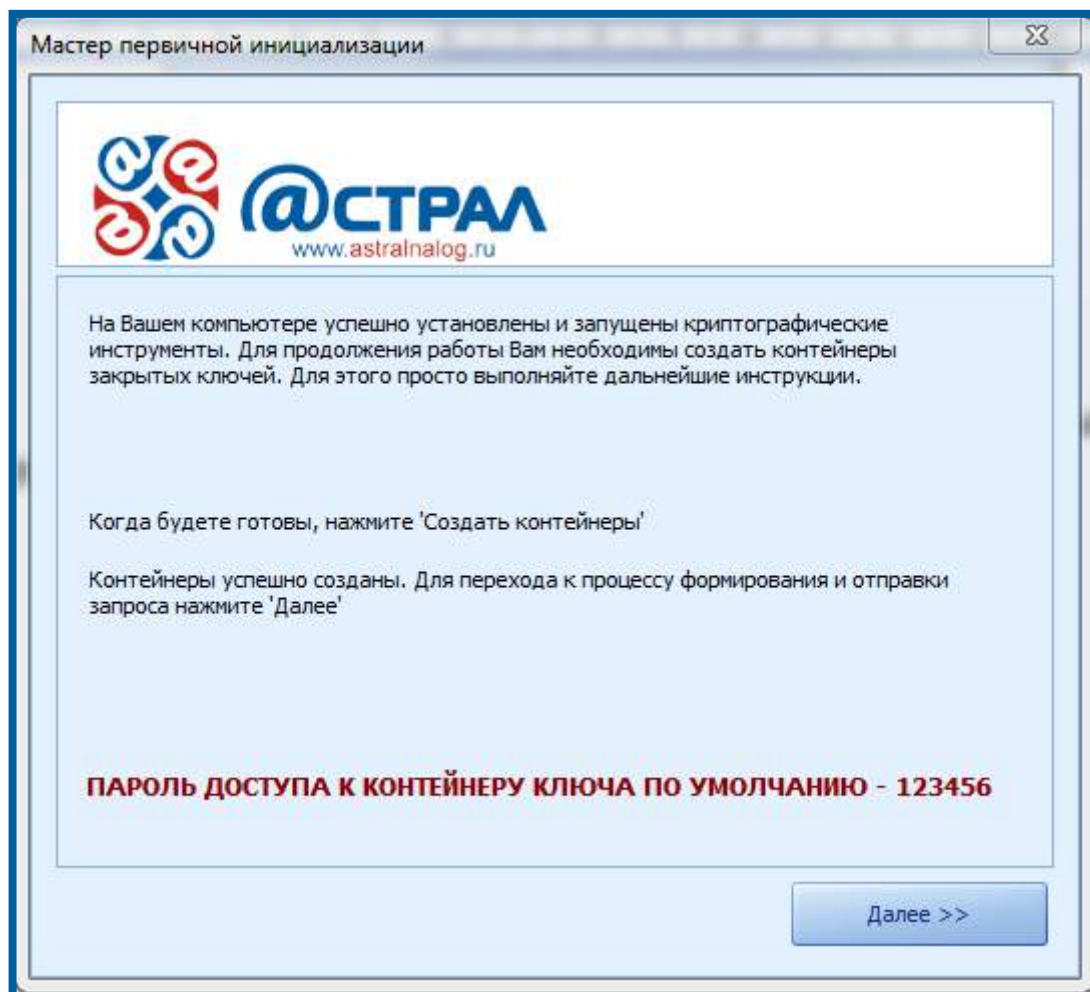 Мастер первичной инициализации
@СТРАЛ
www.astralnalog.ru
На Вашем компьютере успешно установлены и запущены криптографические
инструменты. Для продолжения работы Вам необходимы создать контейнеры
закрытых ключей. Для этого просто выполняйте дальнейшие инструкции.
Когда будете готовы, нажмите 'Создать контейнеры'
Контейнеры успешно созданы. Для перехода к процессу формирования и отправки
запроса нажмите 'Далее'
ПАРОЛЬ ДОСТУПА К КОНТЕЙНЕРУ КЛЮЧА ПО УМОЛЧАНИЮ - 123456
Далее >>